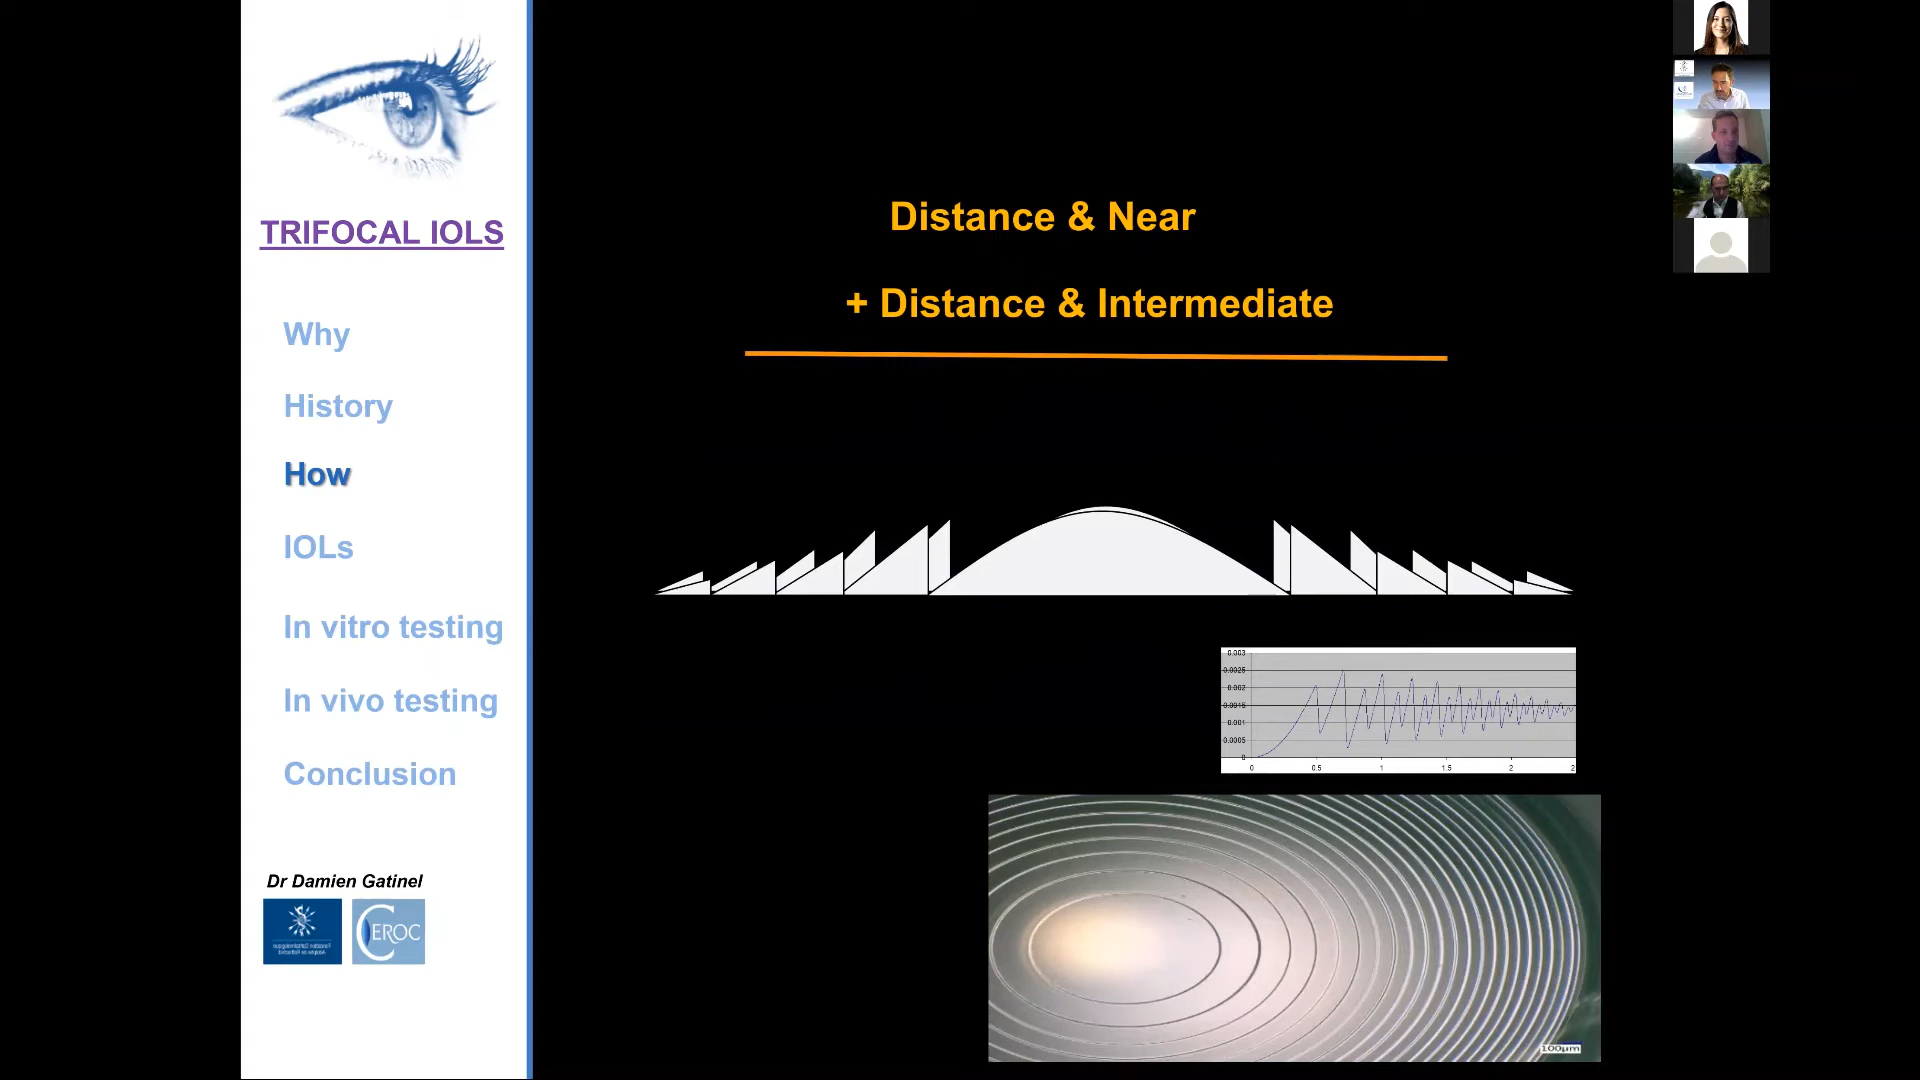 TRIFOCAL IOLS
Why
History
How
IOLs
In vitro testing
In vivo testing
Conclusion
Dr Damien Gatinel
CEROC
Distance & Near
+ Distance & Intermediate
0.003
0.0025
0.002
0.0015
0.001
0.0005
0
0 0.5 1 1.5 2 2
100µm